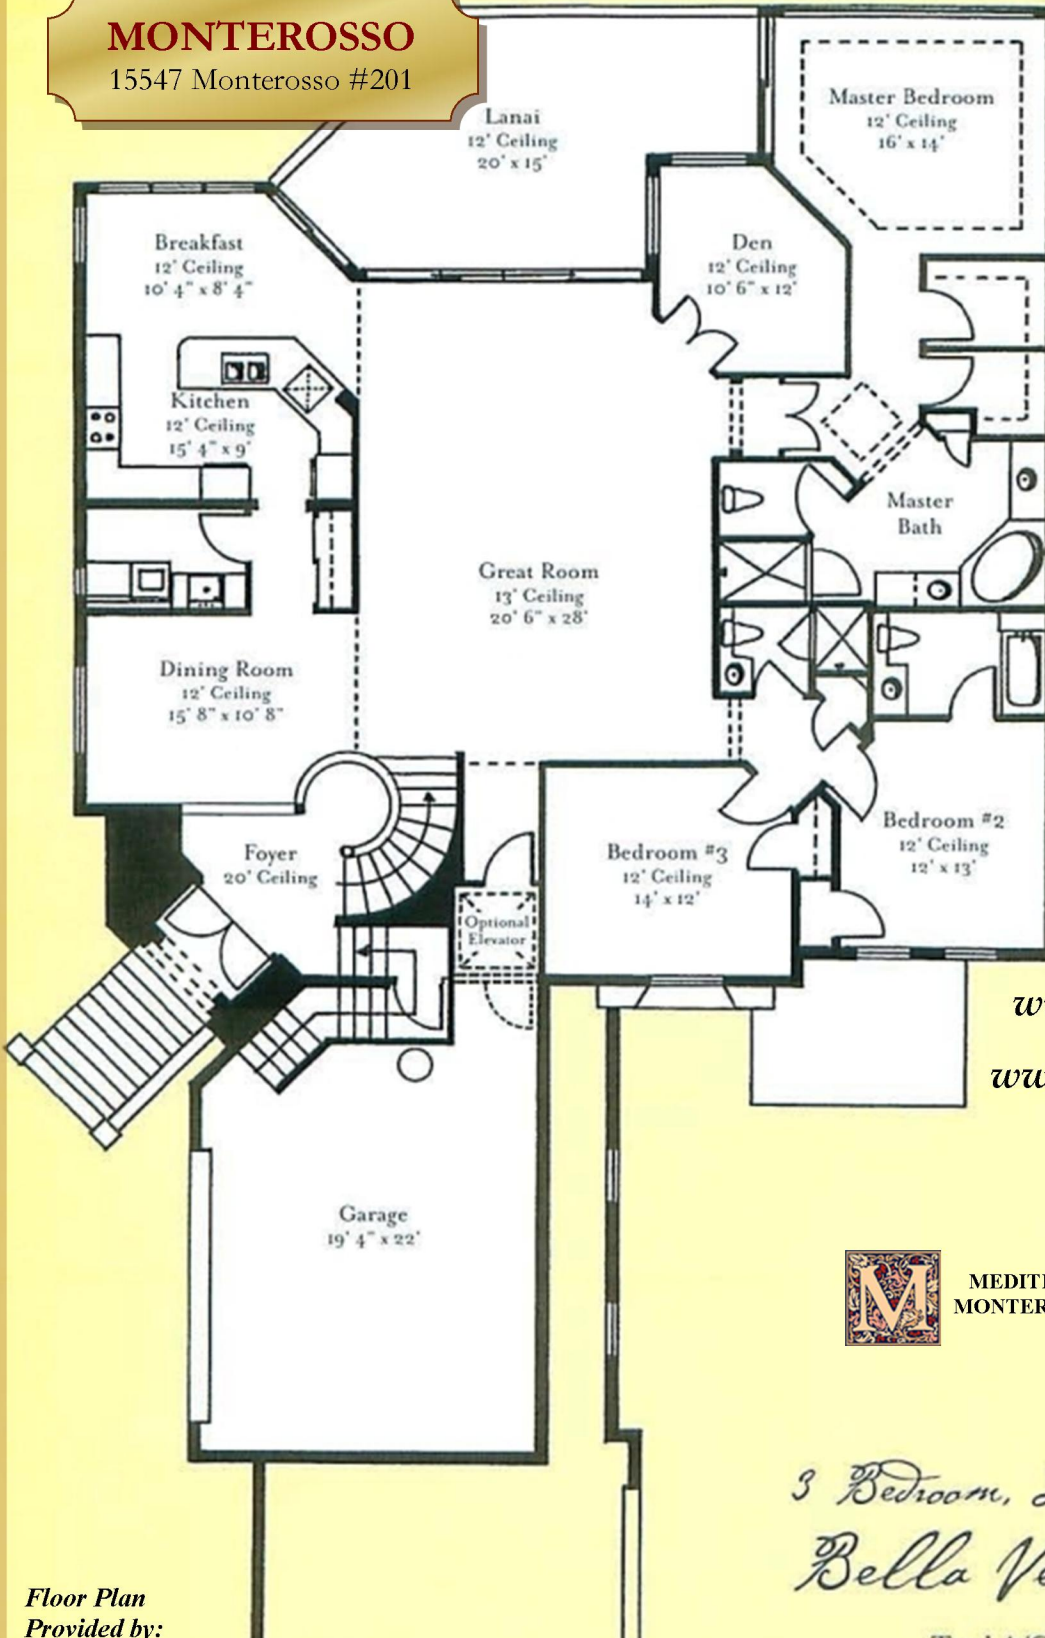 MONTEROSSO
15547 Monterosso #201
Lanai
12' Ceiling
20' x 15'
Master Bedroom
12' Ceiling
16' x 14'
Breakfast
12' Ceiling
10' 4" x 8' 4"
Den
12' Ceiling
10' 6" x 12'
Kitchen
12' Ceiling
15' 4" x 9'
Master
Bath
Great Room
13' Ceiling
20' 6" x 28'
Dining Room
12' Ceiling
15' 8" x 10' 8"
Foyer
20' Ceiling
Bedroom #3
12' Ceiling
14' x 12'
Bedroom #2
12' Ceiling
12' x 13'
Optional
Elevator
w
ww
Garage
19' 4" x 22'
M
MEDIT
MONTER
3 Bedroom,
Bella Ve
Floor Plan
Provided by: